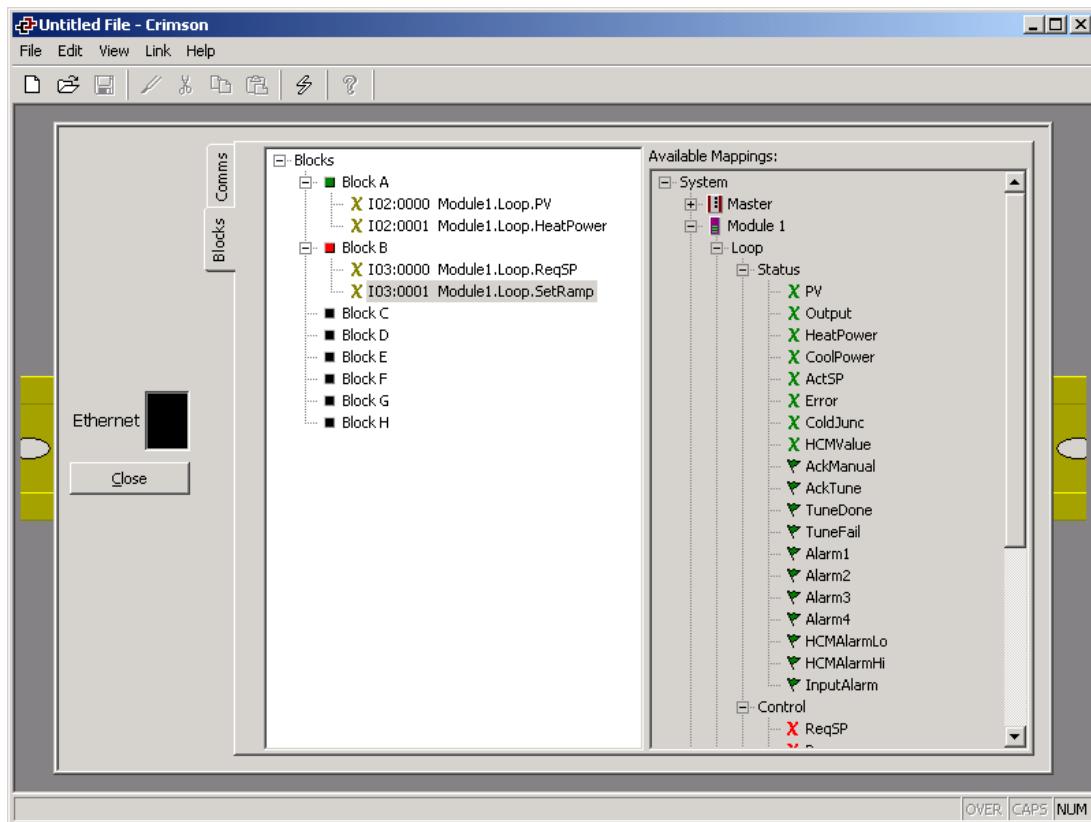 Untitled File - Crimson
File Edit View Link Help
Comms
Blocks
Ethernet
Close
Blocks
Block A
I02:0000 Module1.Loop.PV
I02:0001 Module1.Loop.HeatPower
Block B
I03:0000 Module1.Loop.ReqSP
I03:0001 Module1.Loop.SetRamp
Block C
Block D
Block E
Block F
Block G
Block H
Available Mappings:
System
Master
Module 1
Loop
Status
PV
Output
HeatPower
CoolPower
ActSP
Error
ColdJunc
HCMValue
AckManual
AckTune
TuneDone
TuneFail
Alarm1
Alarm2
Alarm3
Alarm4
HCMAlarmLo
HCMAlarmHi
InputAlarm
Control
ReqSP
OVER CAPS NUM